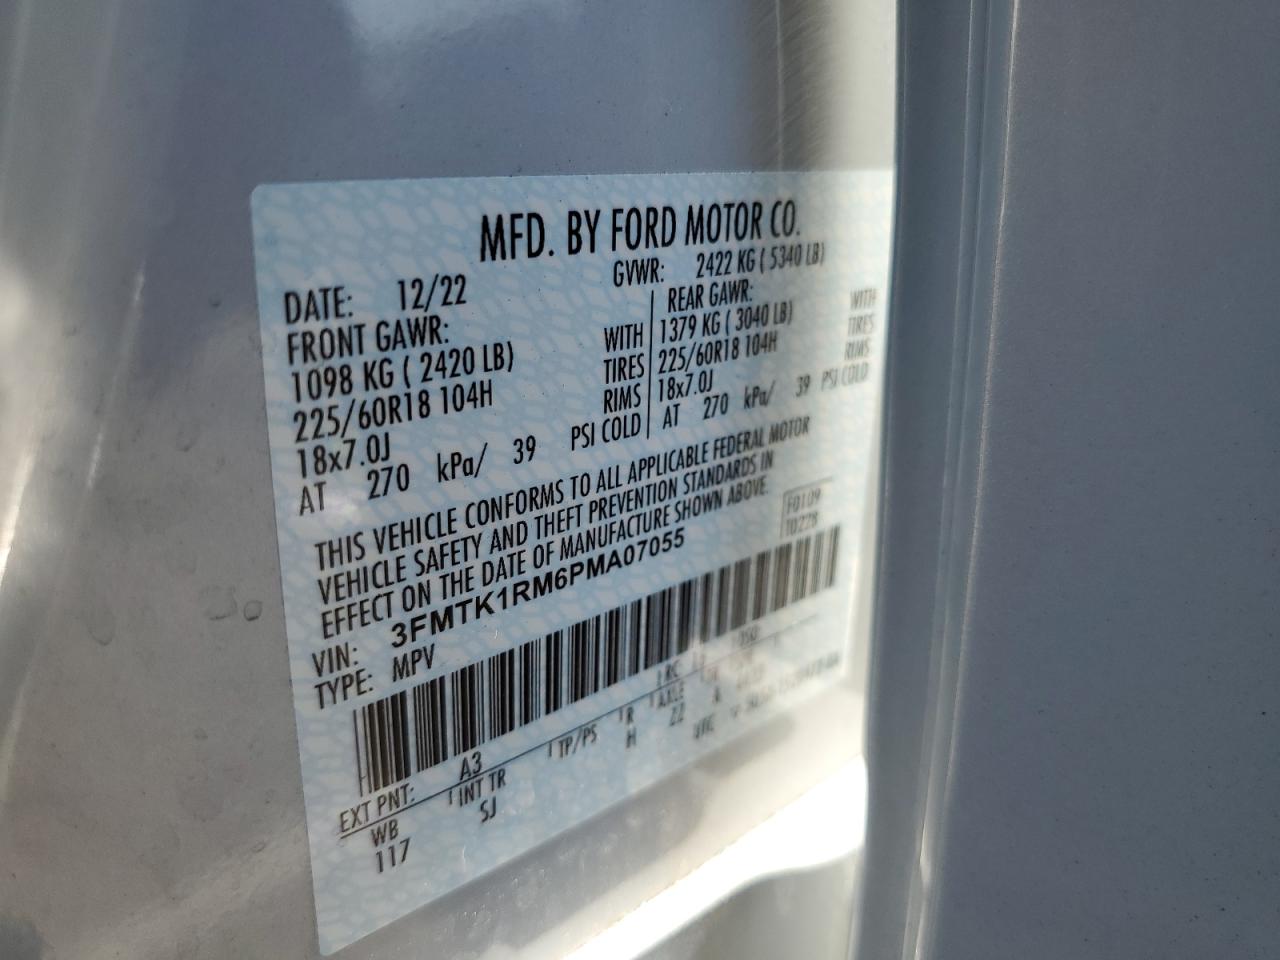 MFD. BY FORD MOTOR CO.
DATE: 12/22 GVWR: 2422 KG ( 5340 LB)
FRONT GAWR: REAR GAWR:
1098 KG ( 2420 LB) WITH 1379 KG ( 3040 LB) WITH
225/60R18 104H TIRES 225/60R18 104H TIRES
18x7.0J RIMS 18x7.0J RIMS
AT 270 kPa/ 39 PSI COLD AT 270 kPa/ 39 PSI COLD
THIS VEHICLE CONFORMS TO ALL APPLICABLE FEDERAL MOTOR
VEHICLE SAFETY AND THEFT PREVENTION STANDARDS IN
EFFECT ON THE DATE OF MANUFACTURE SHOWN ABOVE.
F0109
T0228
VIN: 3FMTK1RM6PMA07055
TYPE: MPV
EXT PNT: A3 RC:
WB INT TR TP/PS R AXLE
117 SJ H 22